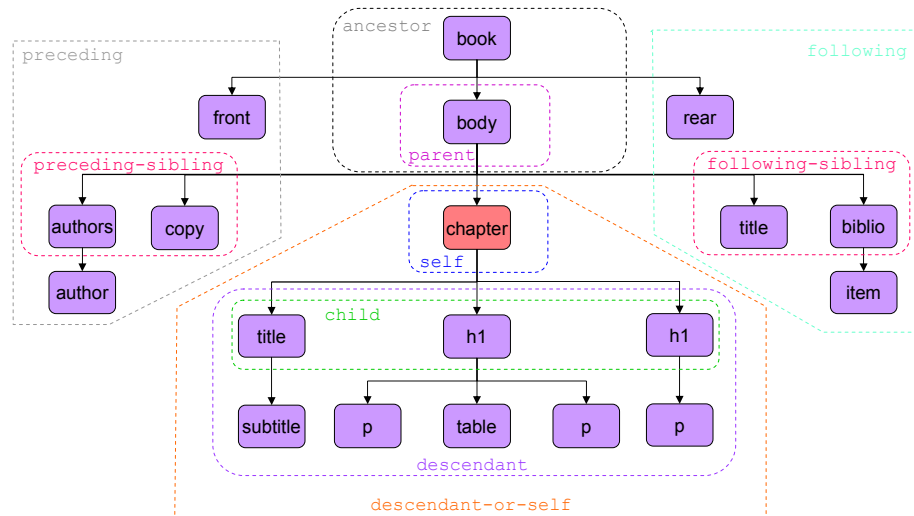 ancestor
book
preceding
following
front
body
rear
parent
preceding-sibling
following-sibling
authors
copy
chapter
title
biblio
self
author
item
child
title
h1
h1
subtitle
p
table
p
p
descendant
descendant-or-self